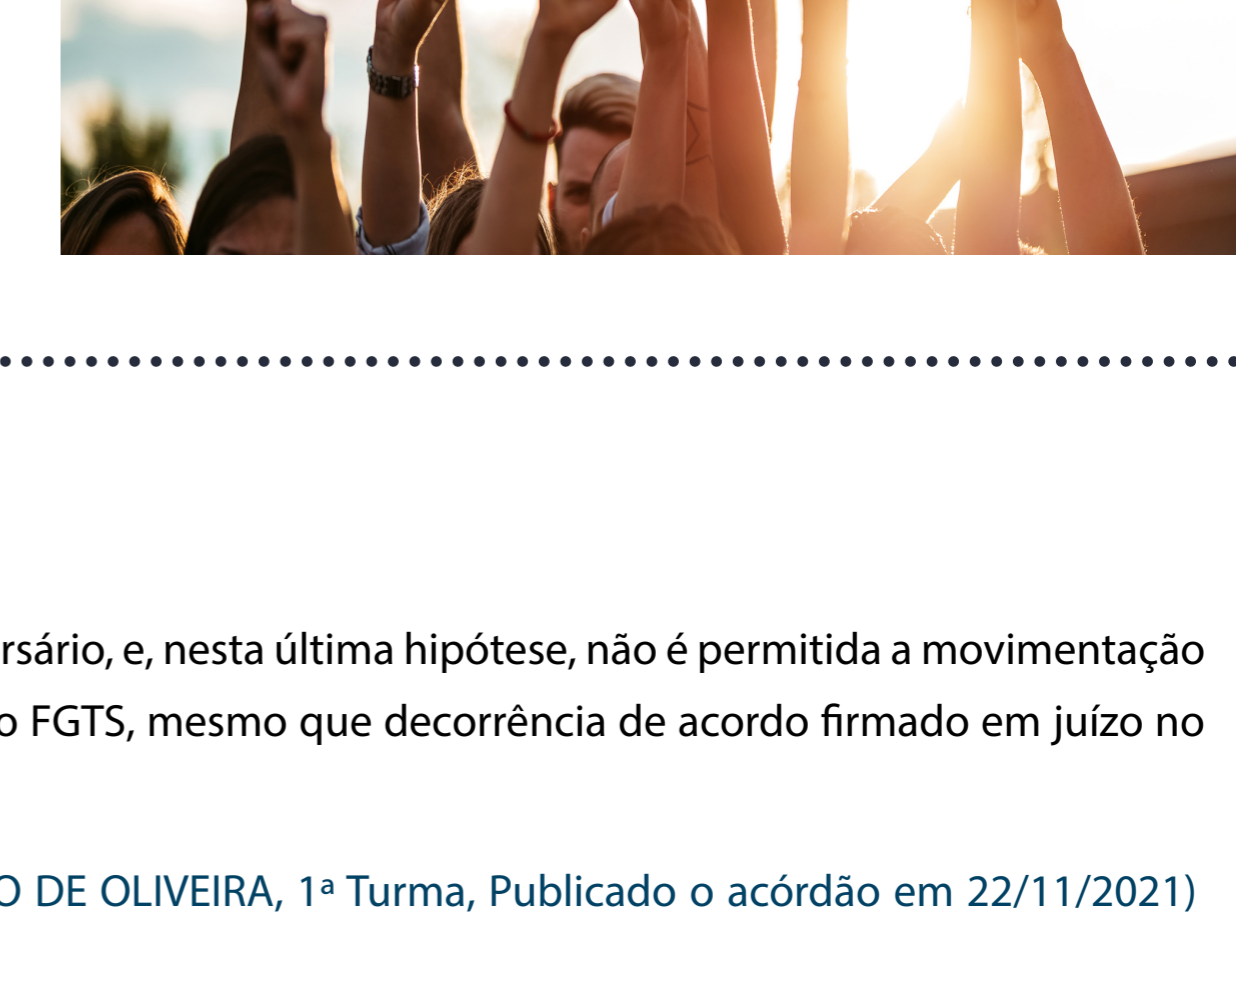 rsário, e, nesta última hipótese, não é permitida a movimentação
o FGTS, mesmo que decorrência de acordo firmado em juízo no
O DE OLIVEIRA, 1ª Turma, Publicado o acórdão em 22/11/2021)